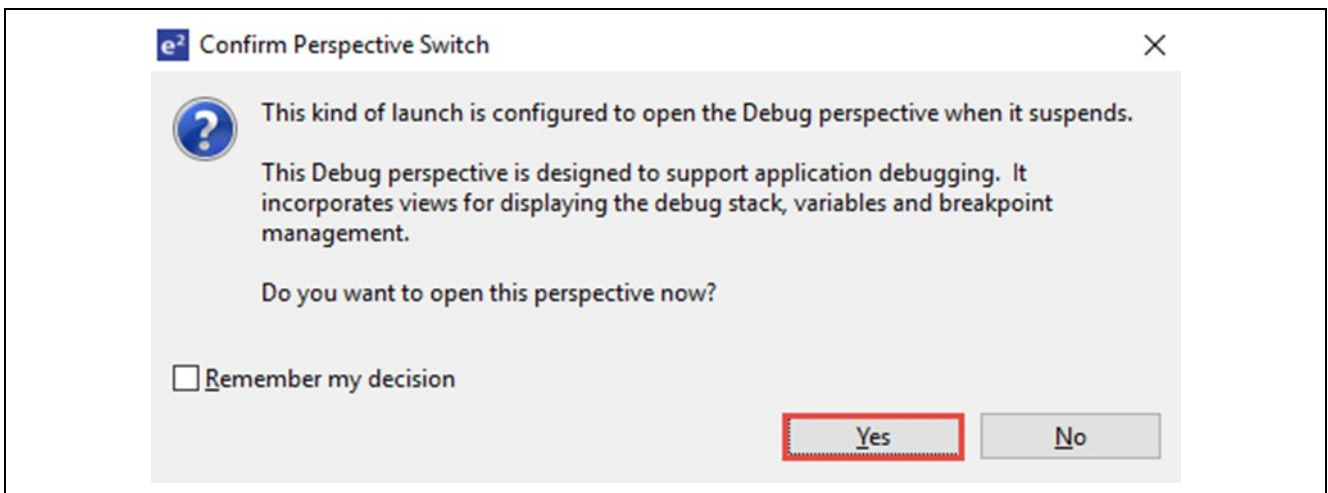 e² Confirm Perspective Switch
This kind of launch is configured to open the Debug perspective when it suspends.
This Debug perspective is designed to support application debugging. It
incorporates views for displaying the debug stack, variables and breakpoint
management.
Do you want to open this perspective now?
Remember my decision
Yes No